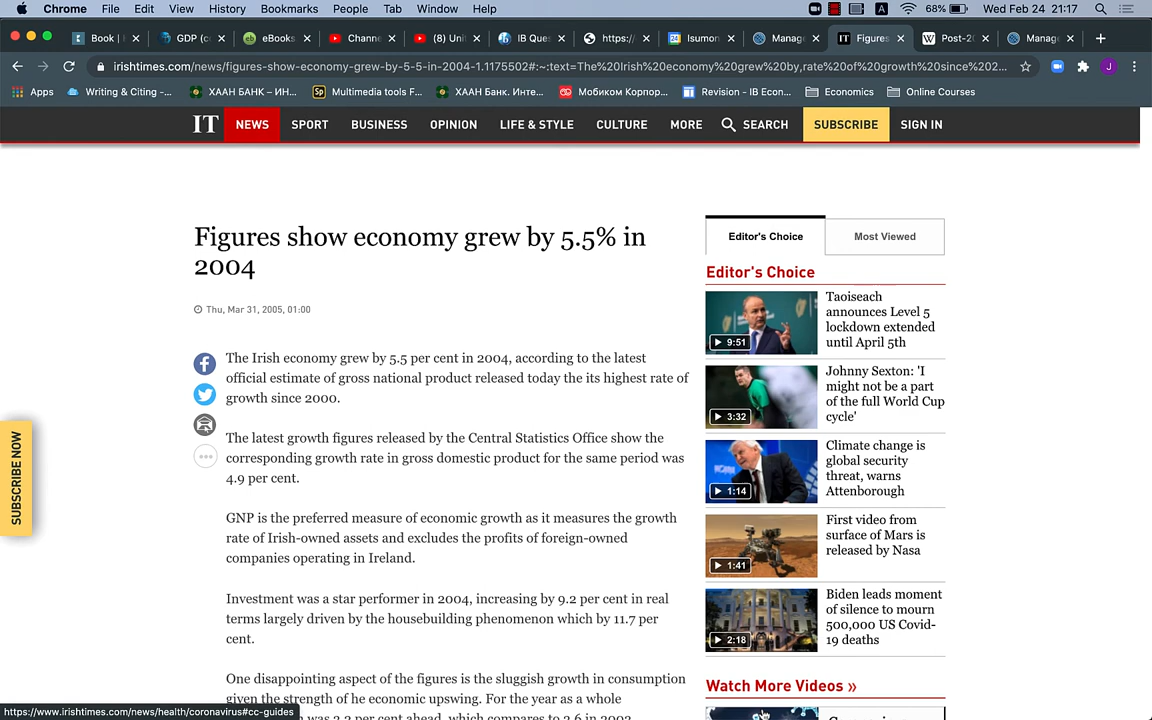 Chrome File Edit View History Bookmarks People Tab Window Help A 68% Wed Feb 24 21:17
Book | GDP (c eBooks Chann (8) Uni IB Ques https:/ Isumon Manag Figures Post-2 Manag
irishtimes.com/news/figures-show-economy-grew-by-5-5-in-2004-1.1175502#:~:text=The%20Irish%20economy%20grew%20by,rate%20of%20growth%20since%202...
Apps Writing & Citing -... ХААН БАНК – ИН... Multimedia tools F... ХААН Банк. Инте... Мобиком Корпор... Revision - IB Econ... Economics Online Courses
IT NEWS SPORT BUSINESS OPINION LIFE & STYLE CULTURE MORE SEARCH SUBSCRIBE SIGN IN
Figures show economy grew by 5.5% in
2004
Thu, Mar 31, 2005, 01:00
The Irish economy grew by 5.5 per cent in 2004, according to the latest
official estimate of gross national product released today the its highest rate of
growth since 2000.
The latest growth figures released by the Central Statistics Office show the
corresponding growth rate in gross domestic product for the same period was
4.9 per cent.
GNP is the preferred measure of economic growth as it measures the growth
rate of Irish-owned assets and excludes the profits of foreign-owned
companies operating in Ireland.
Investment was a star performer in 2004, increasing by 9.2 per cent in real
terms largely driven by the housebuilding phenomenon which by 11.7 per
cent.
One disappointing aspect of the figures is the sluggish growth in consumption
given the strength of he economic upswing. For the year as a whole
Editor's Choice Most Viewed
Editor's Choice
9:51
Taoiseach
announces Level 5
lockdown extended
until April 5th
3:32
Johnny Sexton: 'I
might not be a part
of the full World Cup
cycle'
1:14
Climate change is
global security
threat, warns
Attenborough
1:41
First video from
surface of Mars is
released by Nasa
2:18
Biden leads moment
of silence to mourn
500,000 US Covid-
19 deaths
Watch More Videos »
SUBSCRIBE NOW
https://www.irishtimes.com/news/health/coronavirus#cc-guides